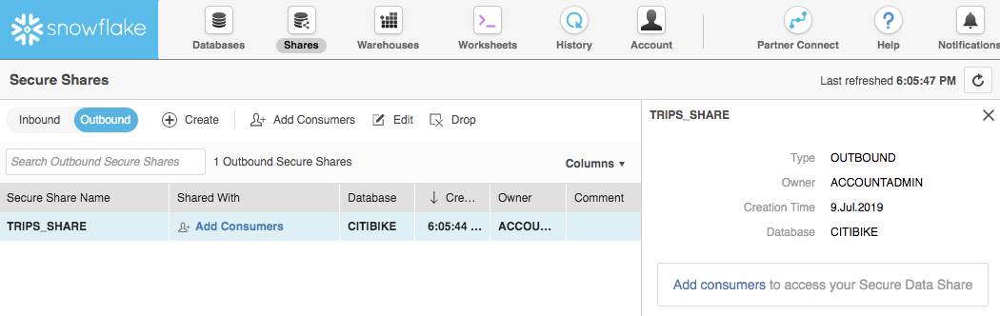 snowflake
Databases Shares Warehouses Worksheets History Account Partner Connect Help Notifications
Secure Shares Last refreshed 6:05:47 PM
Inbound Outbound Create Add Consumers Edit Drop
TRIPS_SHARE
Search Outbound Secure Shares 1 Outbound Secure Shares Columns
Type OUTBOUND
Owner ACCOUNTADMIN
Secure Share Name Shared With Database Cre... Owner Comment
Creation Time 9.Jul.2019
TRIPS_SHARE Add Consumers CITIBIKE 6:05:44 ... ACCOU...
Database CITIBIKE
Add consumers to access your Secure Data Share